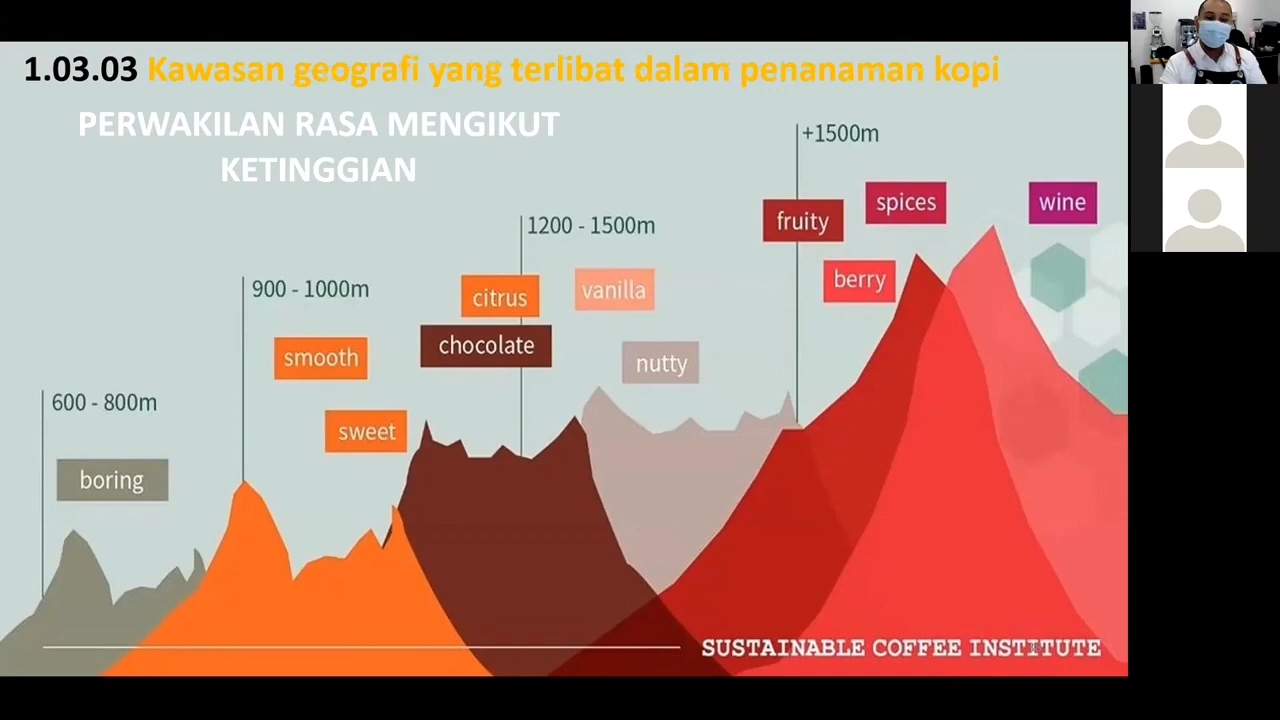 1.03.03 Kawasan geografi yang terlibat dalam penanaman kopi
PERWAKILAN RASA MENGIKUT
KETINGGIAN
+1500m
spices
wine
fruity
1200 - 1500m
berry
900 - 1000m
citrus
vanilla
chocolate
smooth
nutty
600 - 800m
sweet
boring
SUSTAINABLE COFFEE INSTITUTE